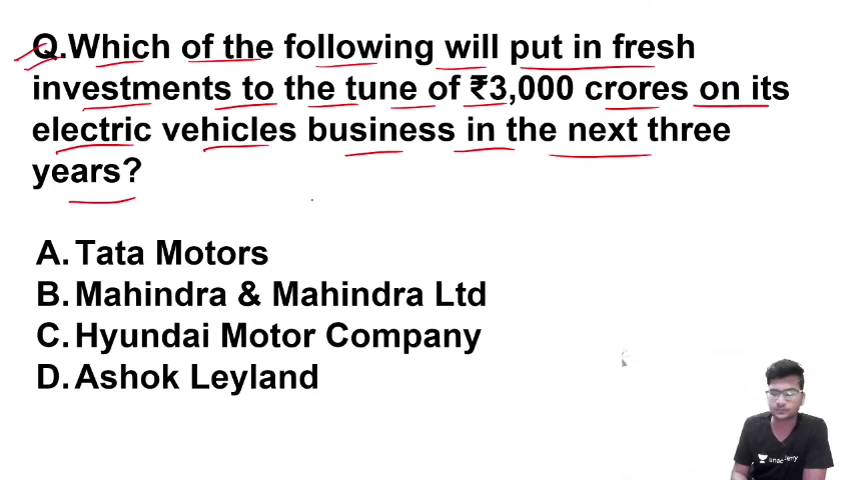 Q.Which of the following will put in fresh
investments to the tune of ₹3,000 crores on its
electric vehicles business in the next three
years?
A. Tata Motors
B. Mahindra & Mahindra Ltd
C. Hyundai Motor Company
D. Ashok Leyland
unacademy